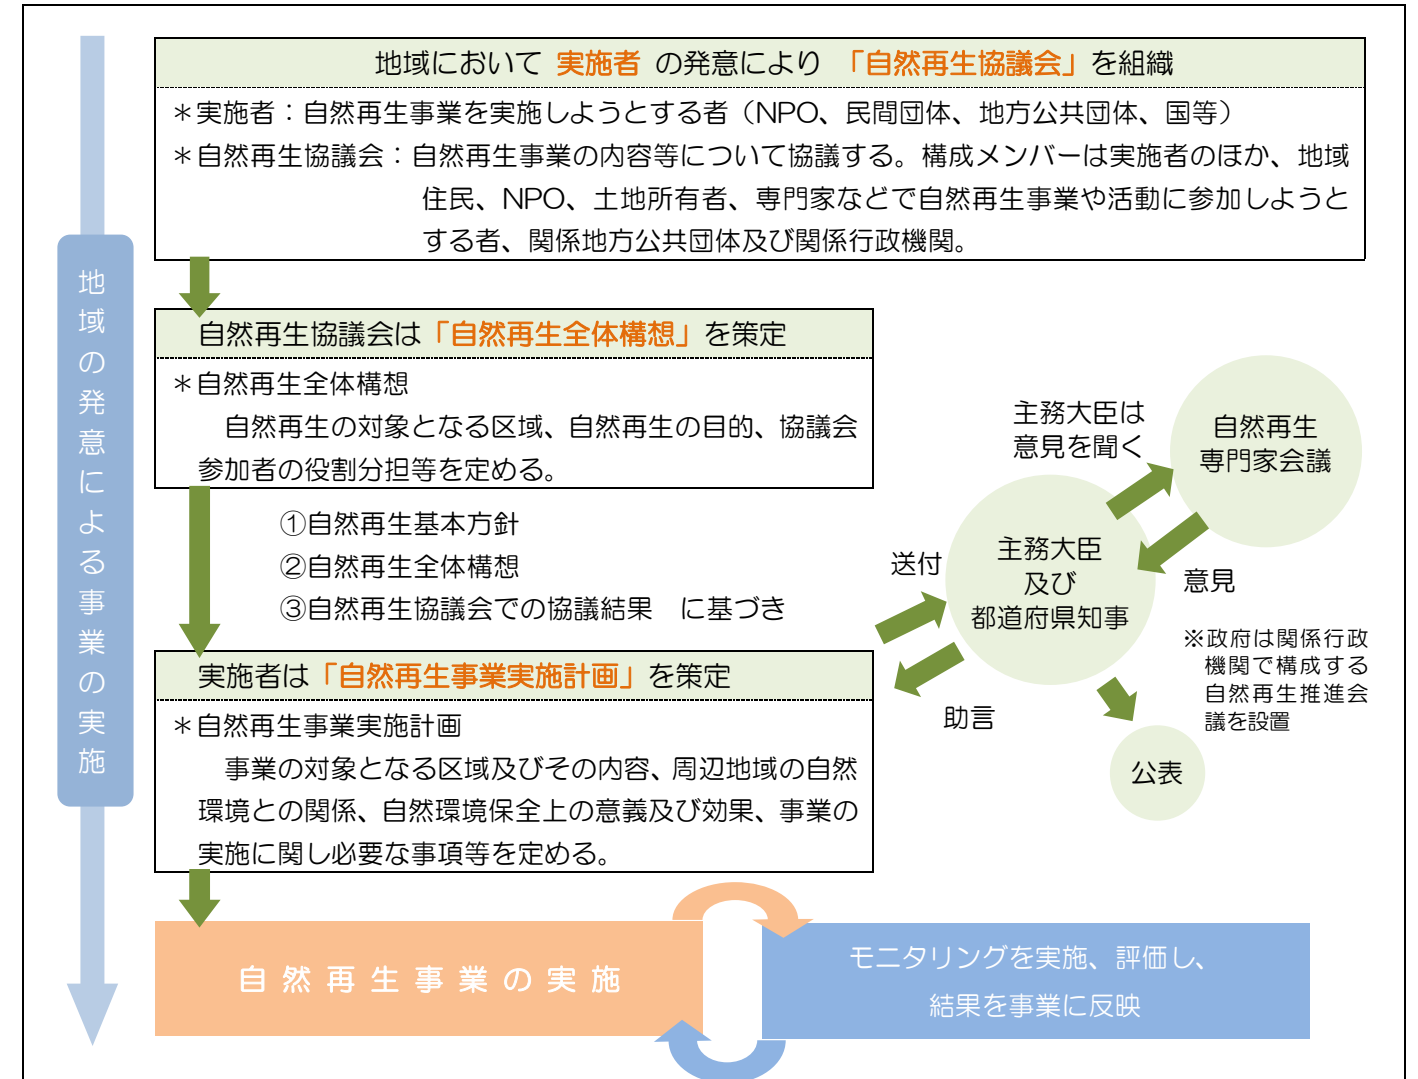 地域において 実施者 の発意により 「自然再生協議会」を組織
＊実施者：自然再生事業を実施しようとする者（NPO、民間団体、地方公共団体、国等）
＊自然再生協議会：自然再生事業の内容等について協議する。構成メンバーは実施者のほか、地域
住民、NPO、土地所有者、専門家などで自然再生事業や活動に参加しようと
する者、関係地方公共団体及び関係行政機関。
地域の発意による事業の実施
自然再生協議会は「自然再生全体構想」を策定
＊自然再生全体構想
自然再生の対象となる区域、自然再生の目的、協議会
参加者の役割分担等を定める。
①自然再生基本方針
②自然再生全体構想
③自然再生協議会での協議結果　に基づき
実施者は「自然再生事業実施計画」を策定
＊自然再生事業実施計画
事業の対象となる区域及びその内容、周辺地域の自然
環境との関係、自然環境保全上の意義及び効果、事業の
実施に関し必要な事項等を定める。
主務大臣は
意見を聞く
自然再生
専門家会議
送付
主務大臣
及び
都道府県知事
意見
助言
※政府は関係行政
機関で構成する
自然再生推進会
議を設置
公表
自然再生事業の実施
モニタリングを実施、評価し、
結果を事業に反映